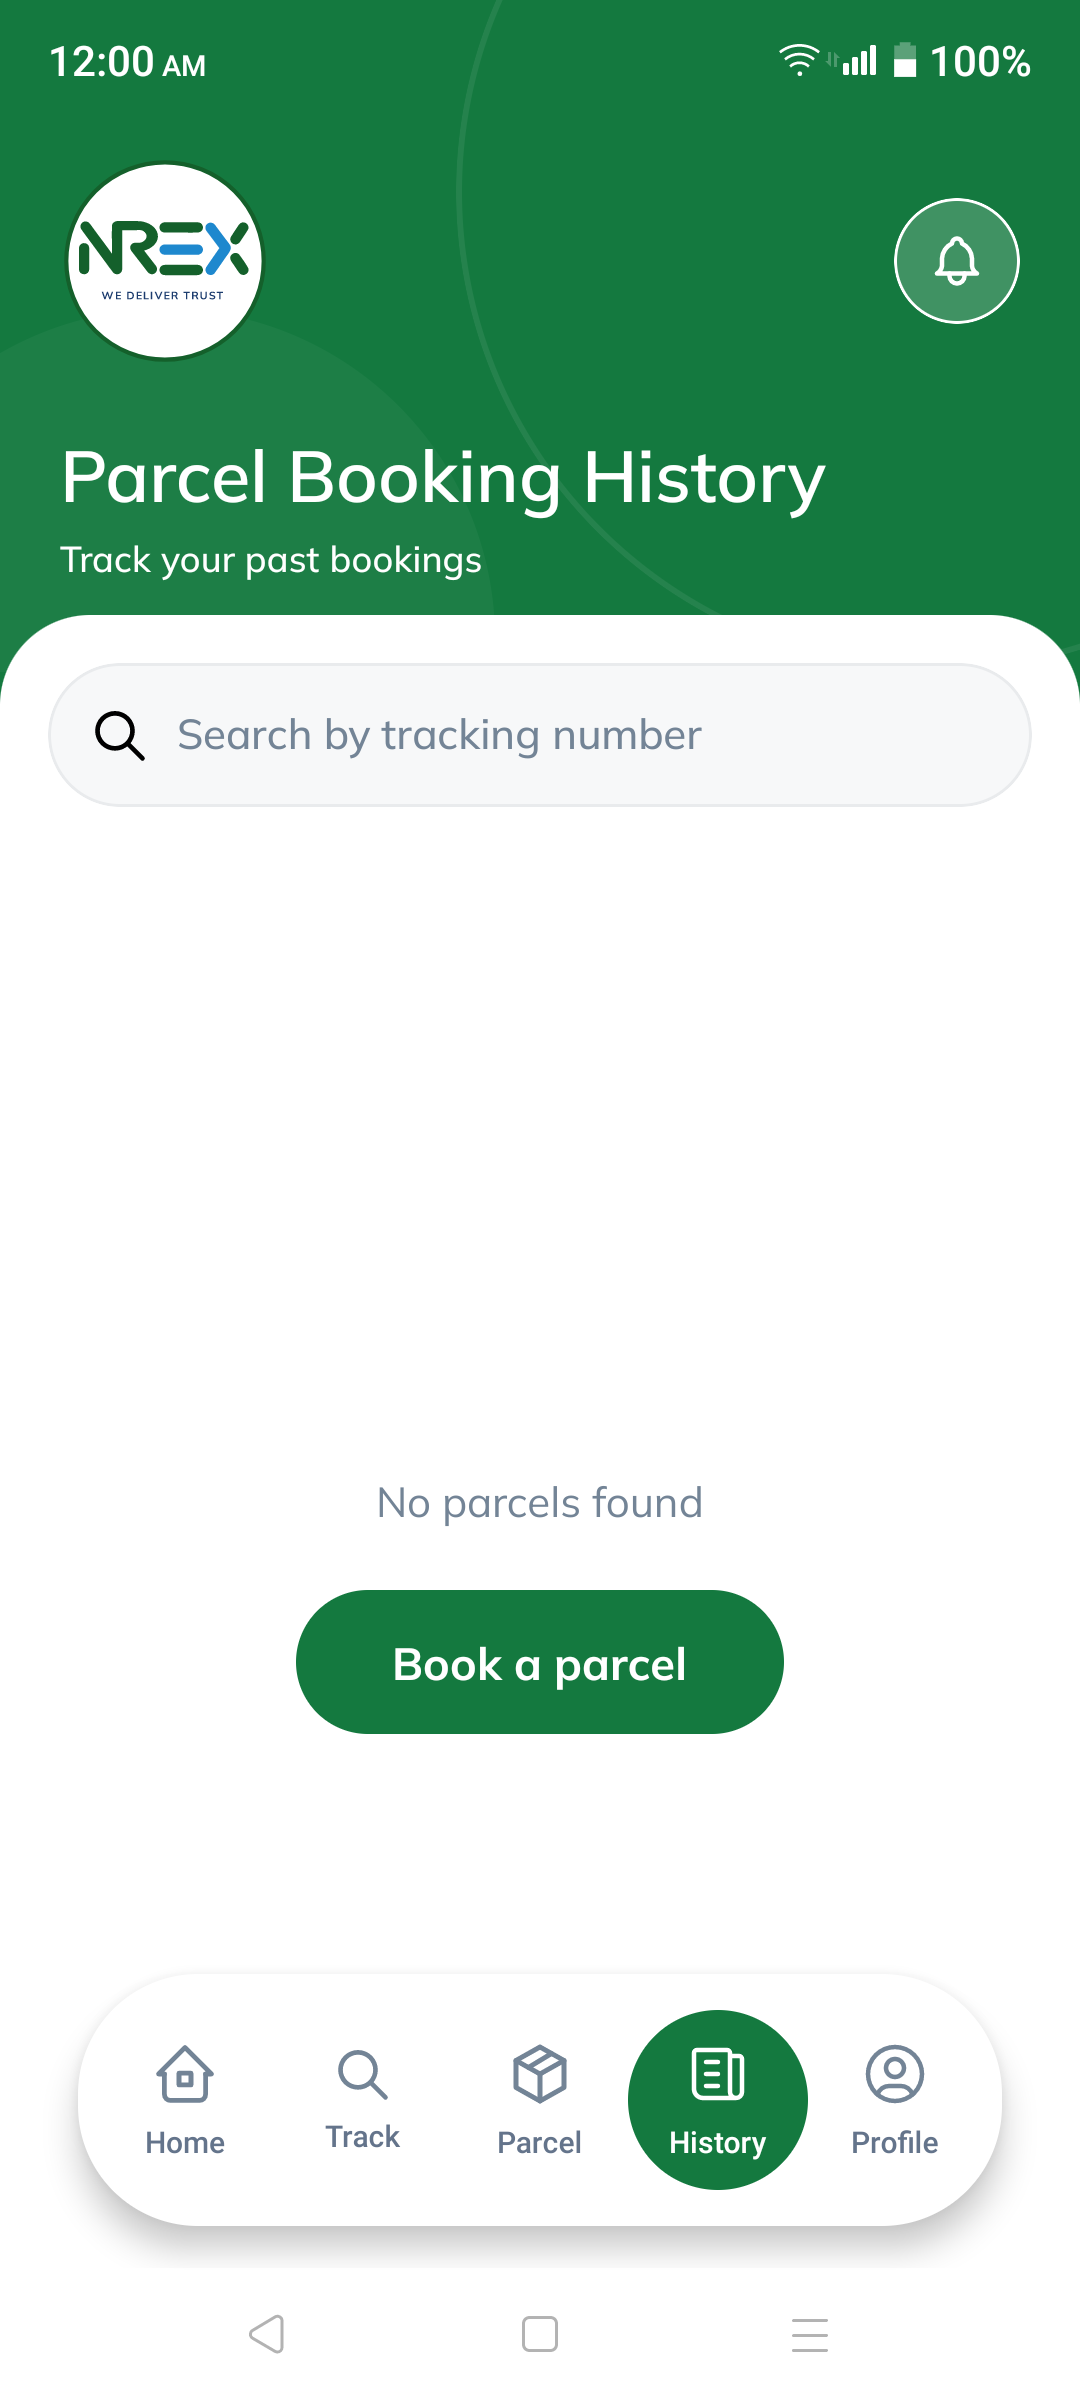 12:00 AM
100%
NREX
WE DELIVER TRUST
Parcel Booking History
Track your past bookings
Search by tracking number
No parcels found
Book a parcel
Home
Track
Parcel
History
Profile